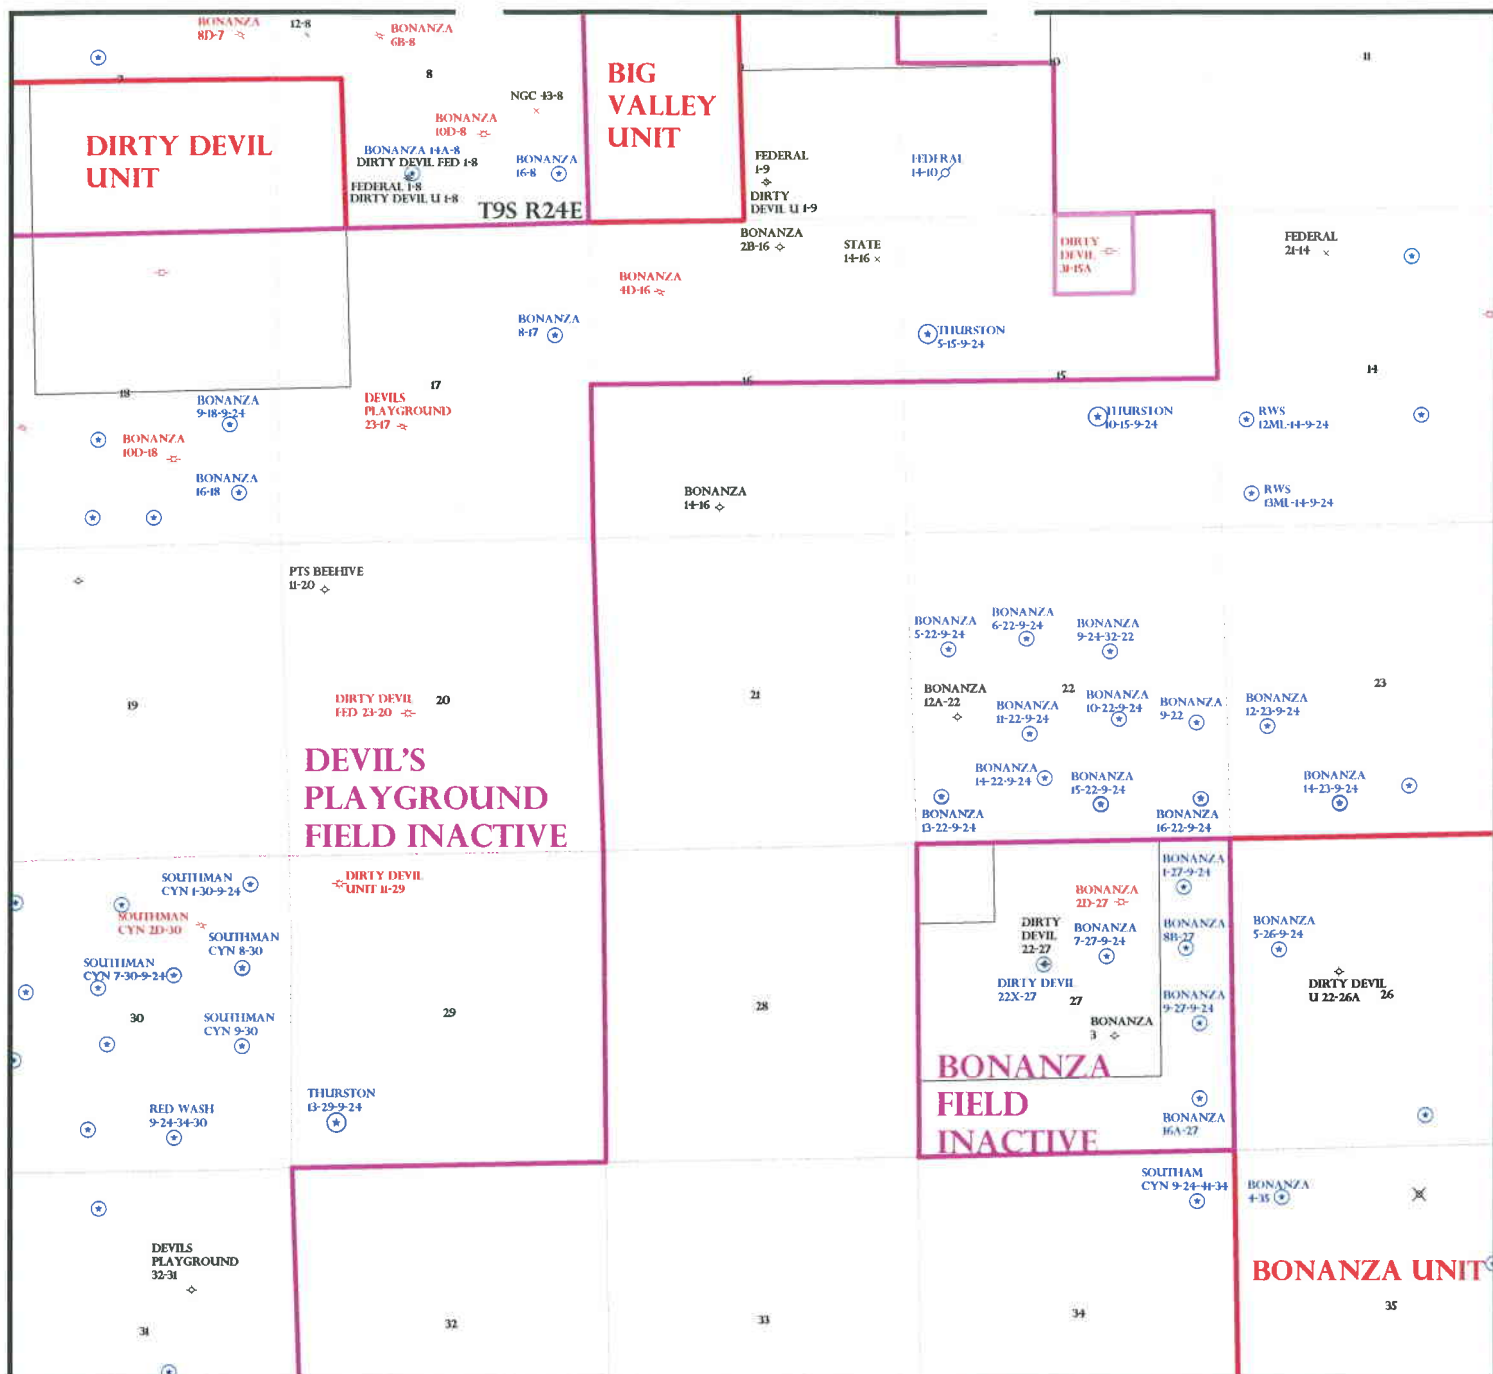 BONANZA
8D-7
12-8
BONANZA
6B-8
7
8
10
11
BIG
VALLEY
UNIT
NGC 43-8
BONANZA
10D-8
DIRTY DEVIL
UNIT
BONANZA 14A-8
DIRTY DEVIL FED 1-8
FEDERAL 1-8
DIRTY DEVIL U 1-8
BONANZA
16-8
T9S R24E
FEDERAL
1-9
DIRTY
DEVIL U 1-9
FEDERAL
14-10
BONANZA
2B-16
STATE
14-16
DIRTY
DEVIL
31-15A
FEDERAL
21-14
BONANZA
4D-16
BONANZA
8-17
THURSTON
5-15-9-24
18
17
16
15
14
BONANZA
9-18-9-24
DEVILS
PLAYGROUND
23-17
THURSTON
10-15-9-24
RWS
12ML-14-9-24
BONANZA
10D-18
BONANZA
16-18
BONANZA
14-16
RWS
13ML-14-9-24
PTS BEEHIVE
11-20
BONANZA
5-22-9-24
BONANZA
6-22-9-24
BONANZA
9-24-32-22
19
DIRTY DEVIL
FED 23-20
20
21
BONANZA
12A-22
22
BONANZA
11-22-9-24
BONANZA
10-22-9-24
BONANZA
9-22
BONANZA
12-23-9-24
23
DEVIL'S
PLAYGROUND
FIELD INACTIVE
BONANZA
14-22-9-24
BONANZA
15-22-9-24
BONANZA
14-23-9-24
BONANZA
13-22-9-24
BONANZA
16-22-9-24
SOUTHMAN
CYN 1-30-9-24
DIRTY DEVIL
UNIT 11-29
BONANZA
1-27-9-24
SOUTHMAN
CYN 2D-30
BONANZA
2D-27
SOUTHMAN
CYN 8-30
DIRTY
DEVIL
22-27
BONANZA
7-27-9-24
BONANZA
8B-27
BONANZA
5-26-9-24
SOUTHMAN
CYN 7-30-9-24
DIRTY DEVIL
22X-27
27
BONANZA
9-27-9-24
DIRTY DEVIL
U 22-26A
26
30
SOUTHMAN
CYN 9-30
29
28
BONANZA
3
BONANZA
FIELD
INACTIVE
RED WASH
9-24-34-30
THURSTON
13-29-9-24
BONANZA
16A-27
SOUTHAM
CYN 9-24-41-34
BONANZA
4-35
DEVILS
PLAYGROUND
32-31
BONANZA UNIT
31
32
33
34
35